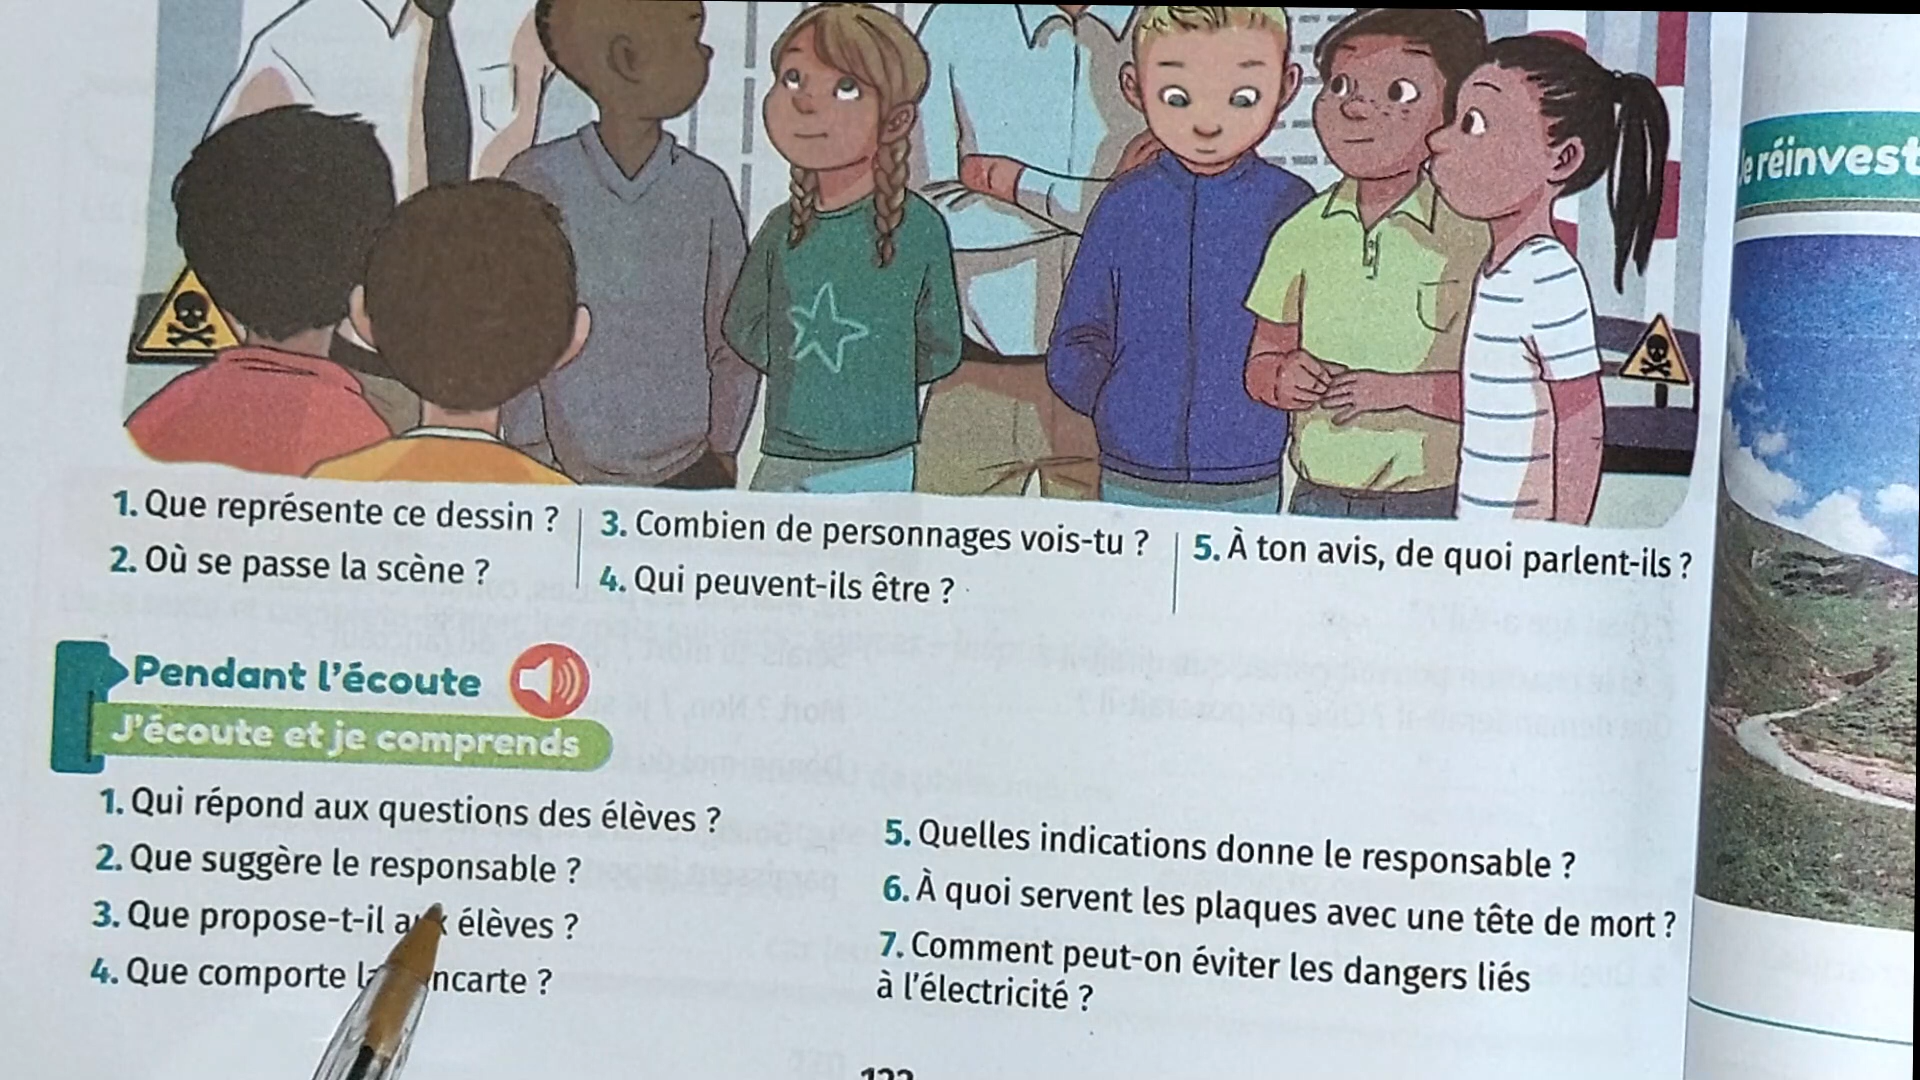 1. Que représente ce dessin ?
2. Où se passe la scène ?
3. Combien de personnages vois-tu ?
4. Qui peuvent-ils être ?
5. À ton avis, de quoi parlent-ils ?
Pendant l'écoute
J'écoute et je comprends
1. Qui répond aux questions des élèves ?
2. Que suggère le responsable ?
3. Que propose-t-il aux élèves ?
4. Que comporte ?
5. Quelles indications donne le responsable ?
6. À quoi servent les plaques avec une tête de mort ?
7. Comment peut-on éviter les dangers liés
à l'électricité ?
Je réinvest